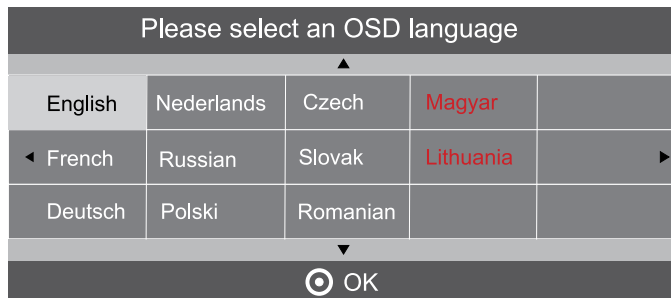 Please select an OSD language
English Nederlands Czech Magyar
French Russian Slovak Lithuania
Deutsch Polski Romanian
OK